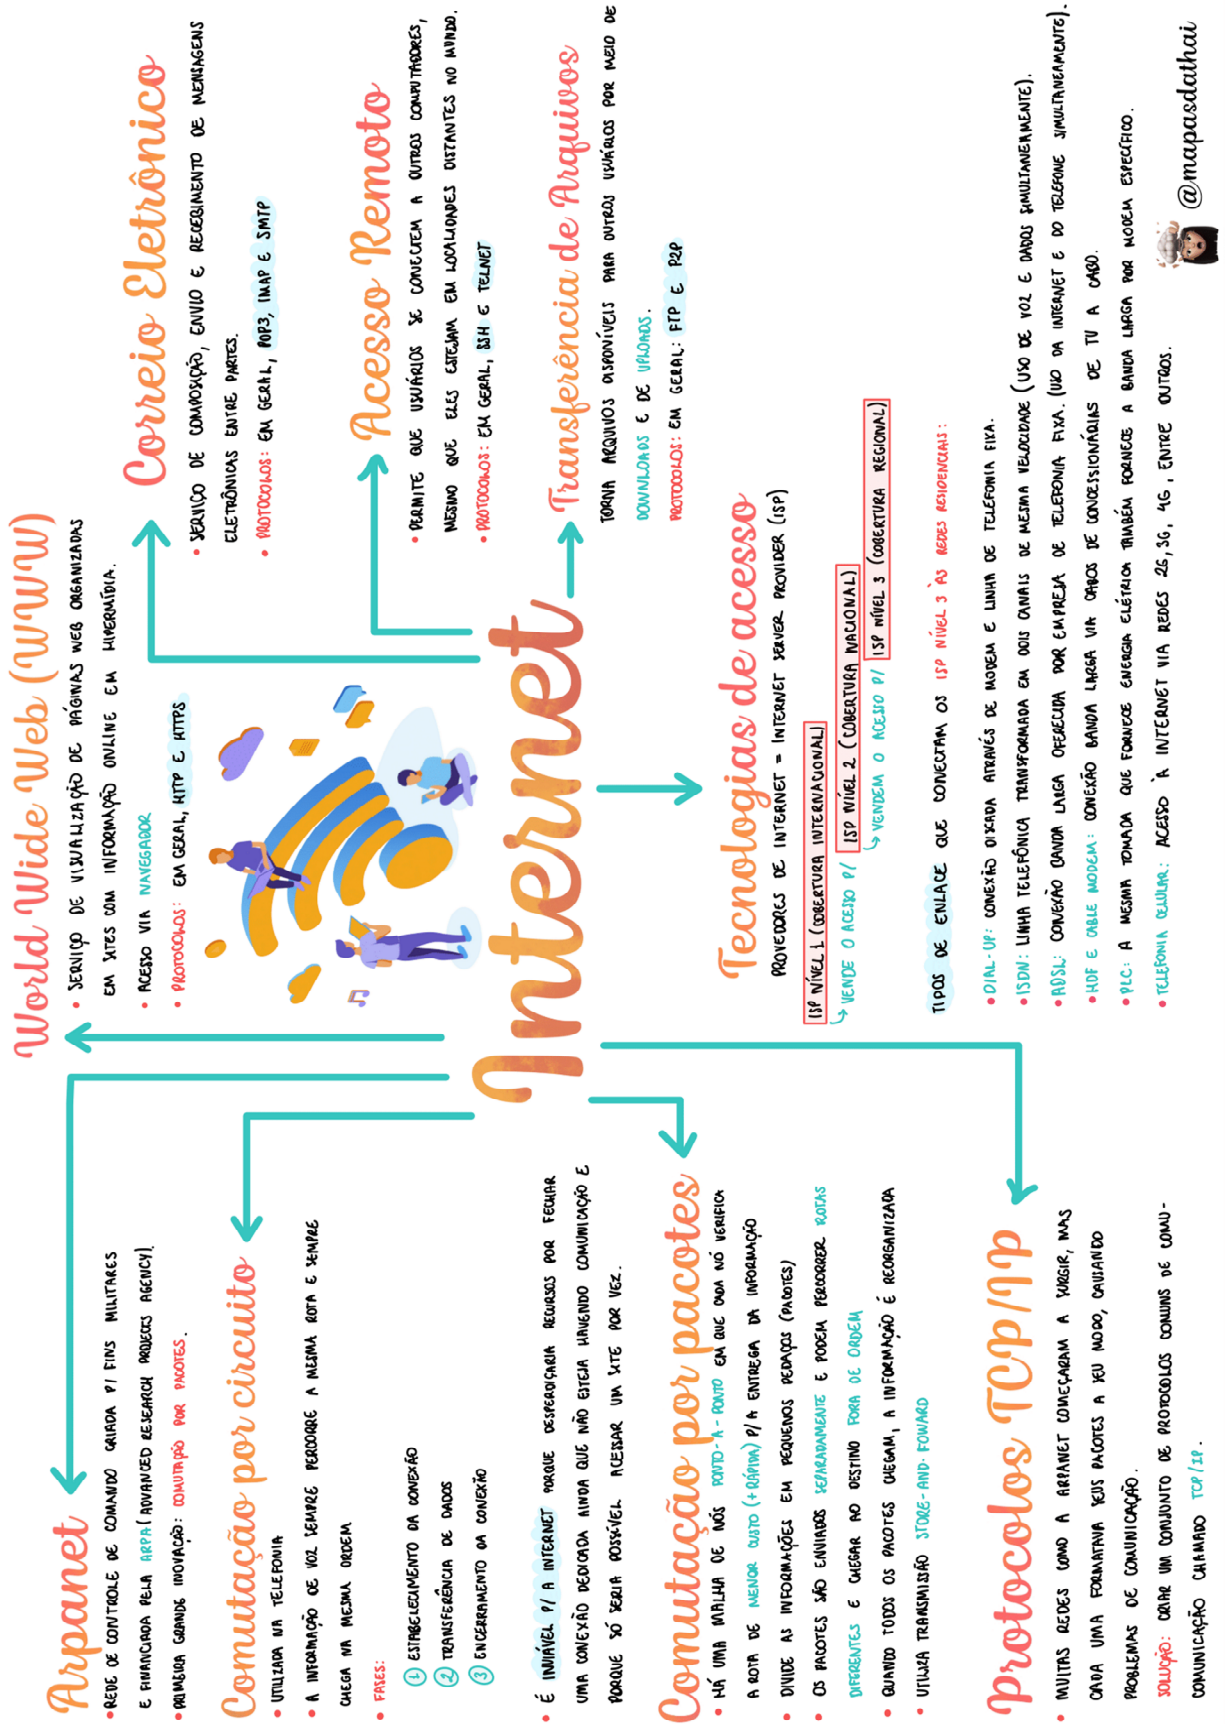 Arpanet
• REDE DE CONTROLE DE COMANDO CRIADA P/ FINS MILITARES
E FINANCIADA PELA ARPA (ADVANCED RESEARCH PROJECTS AGENCY)
• PRIMEIRA GRANDE INOVAÇÃO: COMUTAÇÃO POR PACOTES.
Comutação por circuito
• UTILIZADA NA TELEFONIA
• A INFORMAÇÃO DE VOZ SEMPRE PERCORRE A MESMA ROTA E SEMPRE
CHEGA NA MESMA ORDEM
• FASES:
1 ESTABELECIMENTO DA CONEXÃO
2 TRANSFERÊNCIA DE DADOS
3 ENCERRAMENTO DA CONEXÃO
• É INVIÁVEL P/ A INTERNET PORQUE DESPERDIÇARIA RECURSOS POR FECHAR
UMA CONEXÃO DEDICADA AINDA QUE NÃO ESTEJA HAVENDO COMUNICAÇÃO E
PORQUE SÓ SERIA POSSÍVEL ACESSAR UM SITE POR VEZ.
Comutação por pacotes
• HÁ UMA MALHA DE NÓS PONTO-A-PONTO EM QUE CADA NÓ VERIFICA
A ROTA DE MENOR CUSTO (+ RÁPIDA) P/ A ENTREGA DA INFORMAÇÃO
• DIVIDE AS INFORMAÇÕES EM PEQUENOS PEDAÇOS (PACOTES)
• OS PACOTES SÃO ENVIADOS SEPARADAMENTE E PODEM PERCORRER ROTAS
DIFERENTES E CHEGAR AO DESTINO FORA DE ORDEM
• QUANDO TODOS OS PACOTES CHEGAM, A INFORMAÇÃO É REORGANIZADA
• UTILIZA TRANSMISSÃO STORE-AND-FOWARD
Protocolos TCP/IP
• MUITAS REDES COMO A ARPANET COMEÇARAM A SURGIR, MAS
CADA UMA FORMATAVA SEUS PACOTES A SEU MODO, CAUSANDO
PROBLEMAS DE COMUNICAÇÃO.
SOLUÇÃO: CRIAR UM CONJUNTO DE PROTOCOLOS COMUNS DE COMU-
COMUNICAÇÃO CHAMADO TCP/IP.
World Wide Web (WWW)
• SERVIÇO DE VISUALIZAÇÃO DE PÁGINAS WEB ORGANIZADAS
EM SITES COM INFORMAÇÃO ONLINE EM HIPERMÍDIA.
• ACESSO VIA NAVEGADOR
• PROTOCOLOS: EM GERAL, HTTP E HTTPS
Internet
Correio Eletrônico
• SERVIÇO DE COMPOSIÇÃO, ENVIO E RECEBIMENTO DE MENSAGENS
ELETRÔNICAS ENTRE PARTES.
• PROTOCOLOS: EM GERAL, POP3, IMAP E SMTP
Acesso Remoto
• PERMITE QUE USUÁRIOS SE CONECTEM A OUTROS COMPUTADORES,
MESMO QUE ELES ESTEJAM EM LOCALIDADES DISTANTES NO MUNDO.
• PROTOCOLOS: EM GERAL, SSH E TELNET
Transferência de Arquivos
TORNA ARQUIVOS DISPONÍVEIS PARA OUTROS USUÁRIOS POR MEIO DE
DOWNLOADS E DE UPLOADS.
PROTOCOLOS: EM GERAL: FTP E P2P
Tecnologias de acesso
PROVEDORES DE INTERNET = INTERNET SERVER PROVIDER (ISP)
ISP NÍVEL 1 (COBERTURA INTERNACIONAL)
VENDE O ACESSO P/ ISP NÍVEL 2 (COBERTURA NACIONAL)
VENDEM O ACESSO P/ ISP NÍVEL 3 (COBERTURA REGIONAL)
TIPOS DE ENLACE QUE CONECTAM OS ISP NÍVEL 3 ÀS REDES RESIDENCIAIS:
• DIAL-UP: CONEXÃO DISCADA ATRAVÉS DE MODEM E LINHA DE TELEFONIA FIXA.
• ISDN: LINHA TELEFÔNICA TRANSFORMADA EM DOIS CANAIS DE MESMA VELOCIDADE (USO DE VOZ E DADOS SIMULTANEAMENTE).
• ADSL: CONEXÃO BANDA LARGA OFERECIDA POR EMPRESA DE TELEFONIA FIXA. (USO DA INTERNET E DO TELEFONE SIMULTANEAMENTE).
• HDF E CABLE MODEM: CONEXÃO BANDA LARGA VIA CABOS DE CONCESSIONÁRIAS DE TV A CABO.
• PLC: A MESMA TOMADA QUE FORNECE ENERGIA ELÉTRICA TAMBÉM FORNECE A BANDA LARGA POR MODEM ESPECÍFICO.
• TELEFONIA CELULAR: ACESSO À INTERNET VIA REDES 2G, 3G, 4G, ENTRE OUTROS.
@mapasdathai